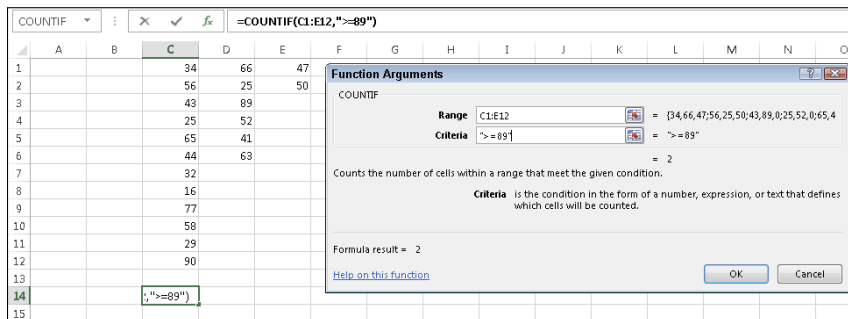 COUNTIF fx =COUNTIF(C1:E12,">=89")
A B C D E F G H I J K L M N O
1 34 66 47
2 56 25 50
3 43 89
4 25 52
5 65 41
6 44 63
7 32
8 16
9 77
10 58
11 29
12 90
13
14 :,">=89")
15
Function Arguments ?
COUNTIF
Range C1:E12 = {34,66,47;56,25,50;43,89,0;25,52,0;65,4
Criteria ">=89" = ">=89"
= 2
Counts the number of cells within a range that meet the given condition.
Criteria is the condition in the form of a number, expression, or text that defines
which cells will be counted.
Formula result = 2
Help on this function OK Cancel